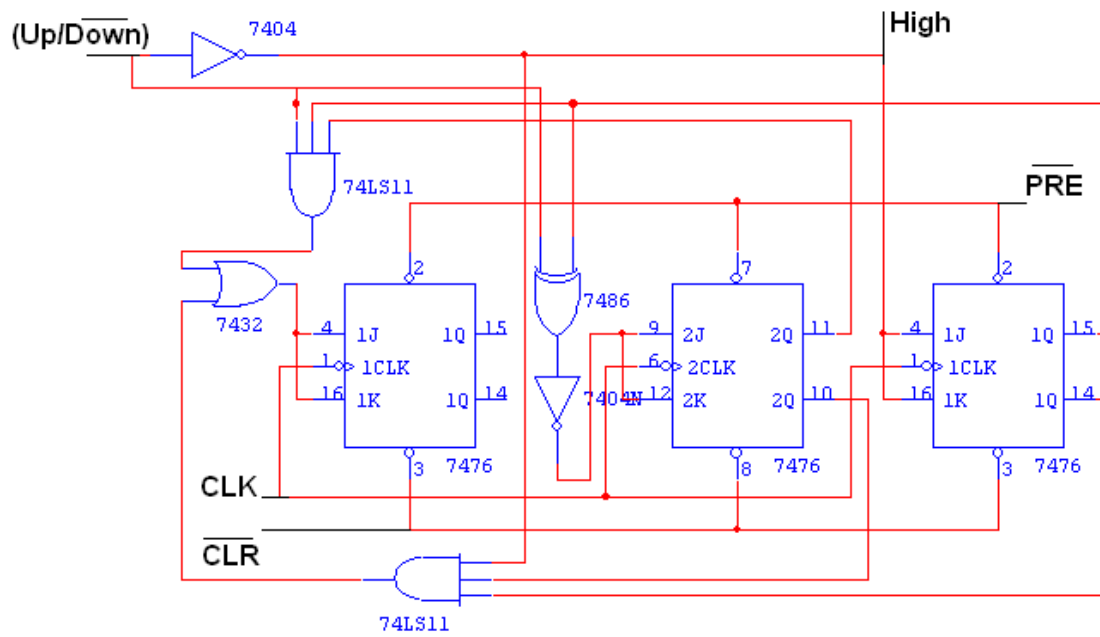 (Up/Down)
7404
High
74LS11
PRE
2
7
2
7432
7486
4 1J 1Q 15
9 2J 2Q 11
4 1J 1Q 15
1 1CLK
6 2CLK
1 1CLK
16 1K 1Q 14
7404N
12 2K 2Q 10
16 1K 1Q 14
3 7476
8 7476
3 7476
CLK
CLR
74LS11